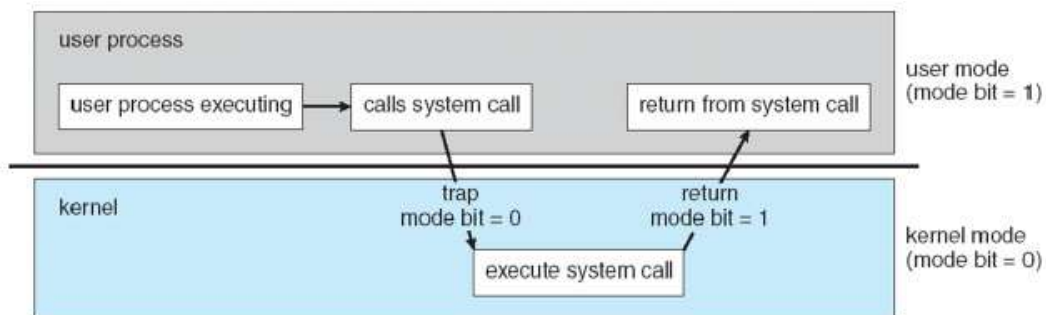 user process
user process executing
calls system call
return from system call
user mode
(mode bit = 1)
trap
mode bit = 0
return
mode bit = 1
kernel
execute system call
kernel mode
(mode bit = 0)